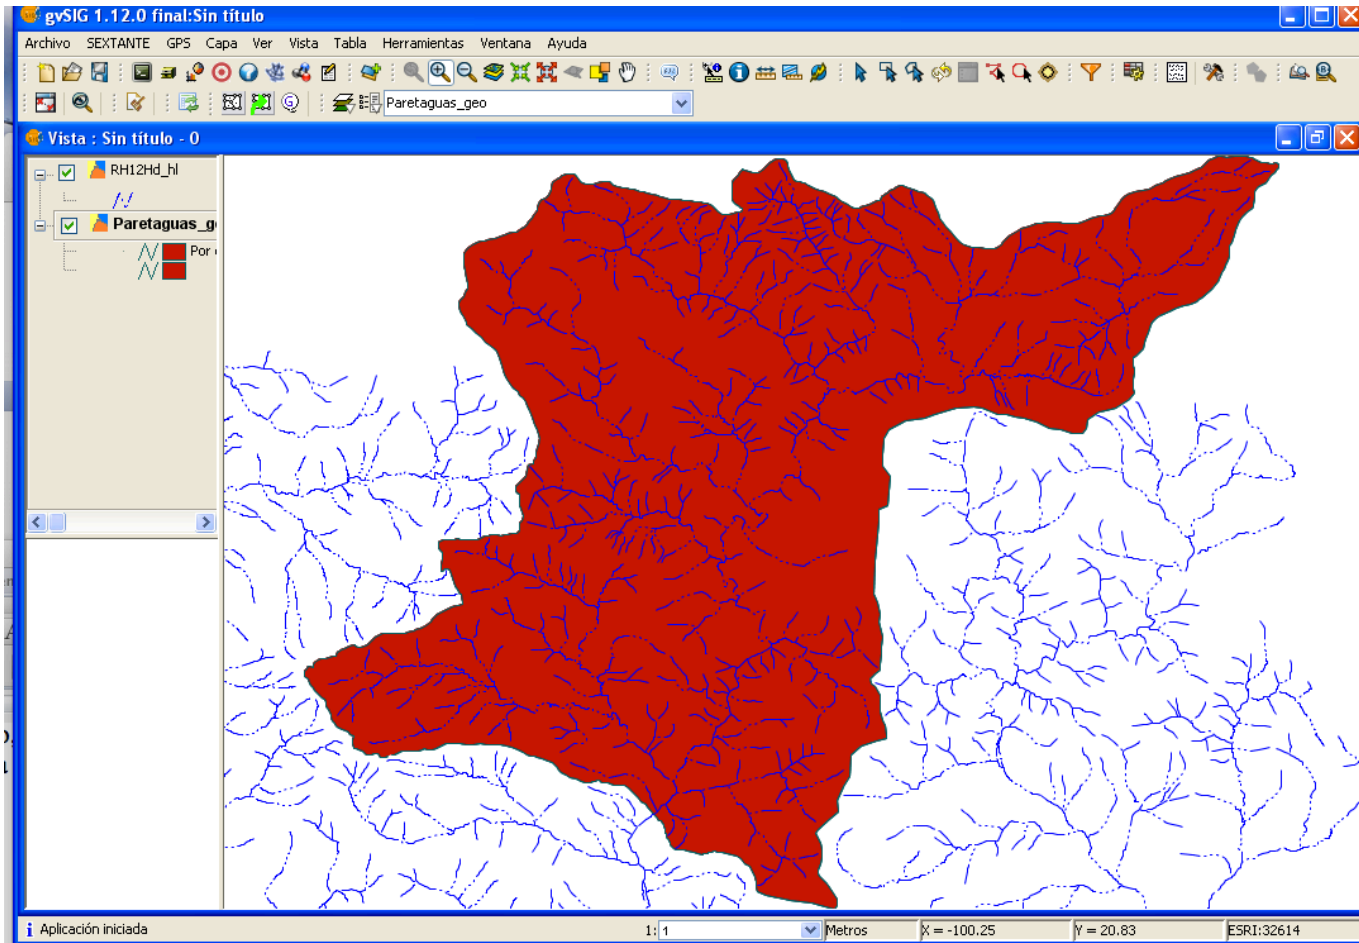 gvSIG 1.12.0 final:Sin título
Archivo SEXTANTE GPS Capa Ver Vista Tabla Herramientas Ventana Ayuda
Paretaguas_geo
Vista : Sin título - 0
RH12Hd_hl
Paretaguas_g
Por
Aplicación iniciada
1: 1
Metros
X = -100.25
Y = 20.83
ESRI:32614